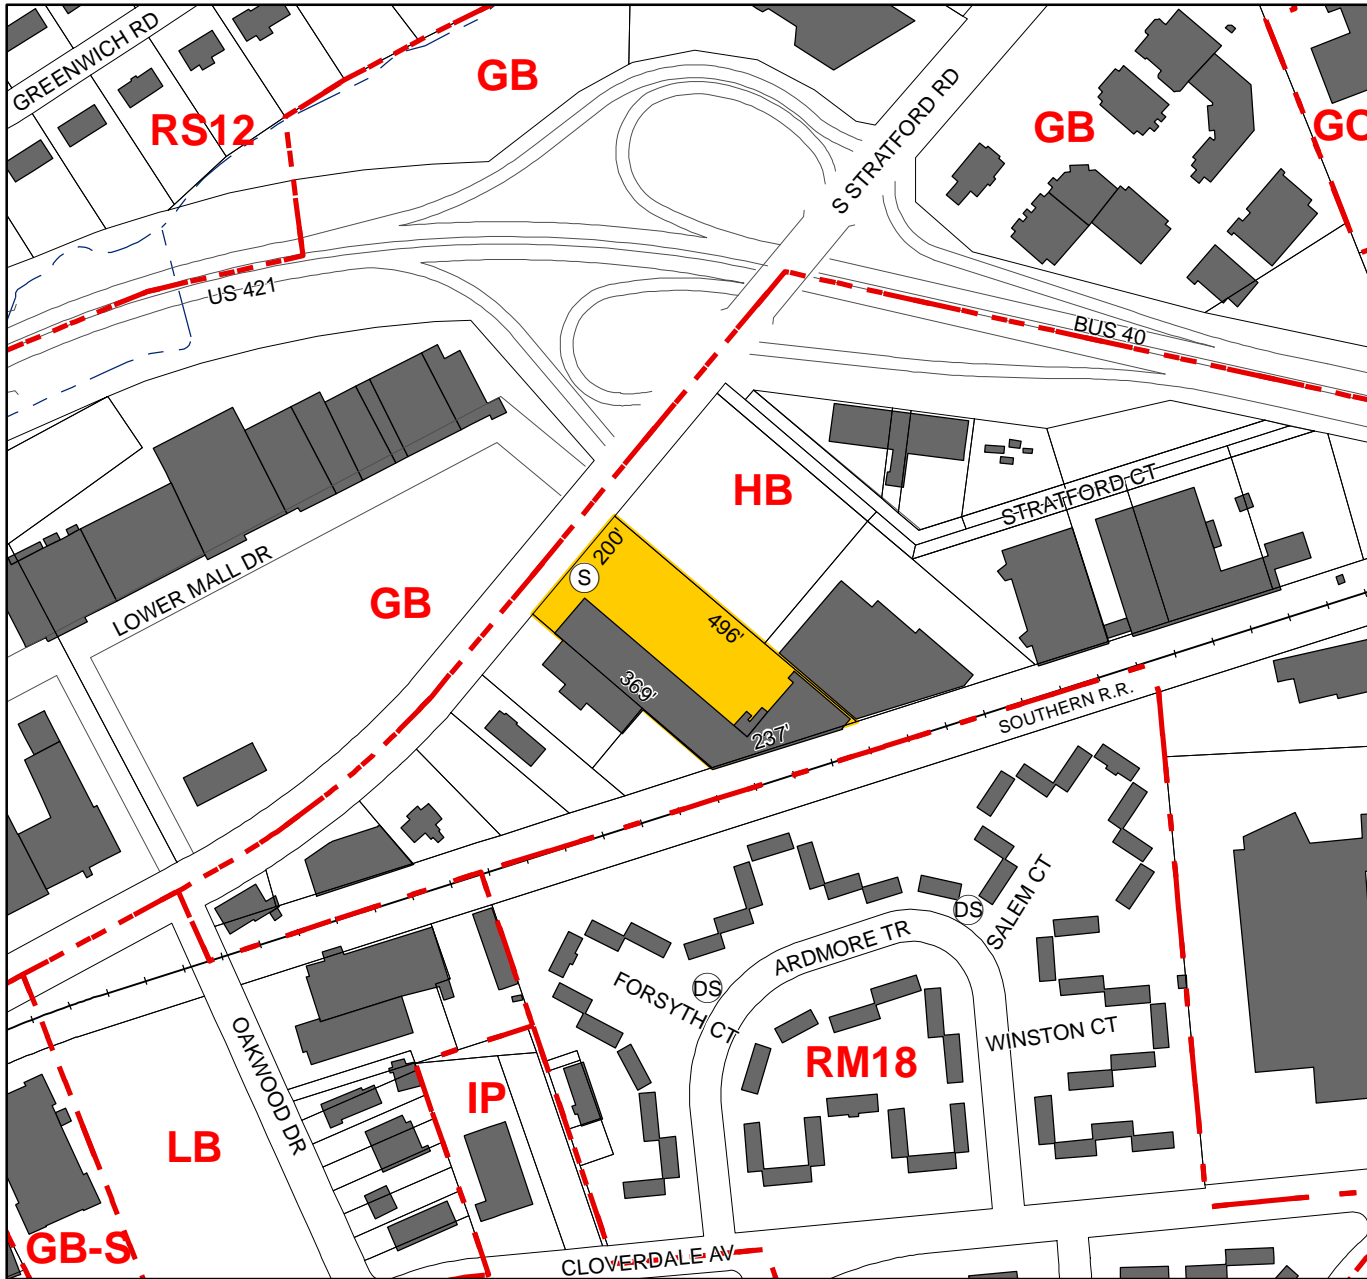 GREENWICH RD
GB
RS12
S STRATFORD RD
GB
GO
US 421
BUS 40
HB
STRATFORD CT
LOWER MALL DR
GB
200'
S
496'
369'
237'
SOUTHERN R.R.
SALEM CT
DS
ARDMORE TR
DS
FORSYTH CT
WINSTON CT
RM18
OAKWOOD DR
IP
LB
GB-S
CLOVERDALE AV